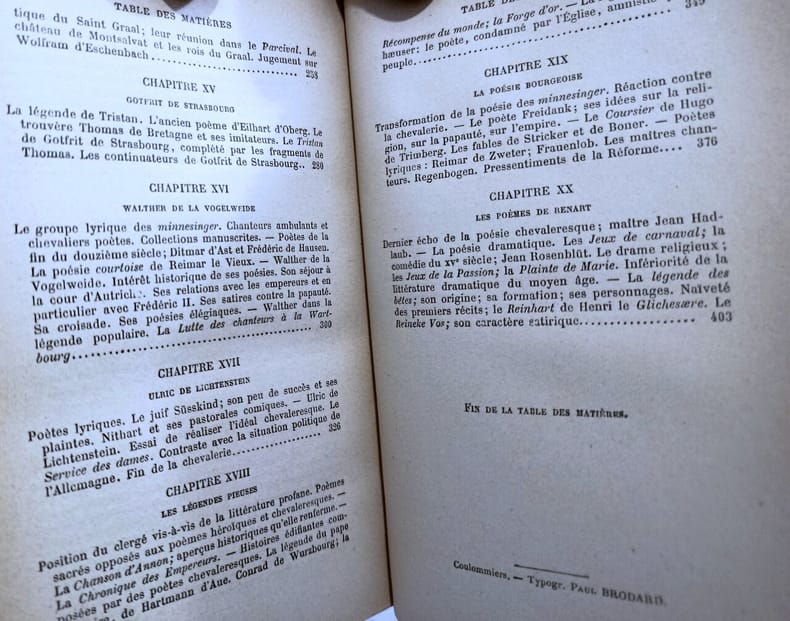 TABLE DES MATIÈRES
tique du Saint Graal; leur réunion dans le Parcival. Le
château de Montsalvat et les rois du Graal. Jugement sur
Wolfram d'Eschenbach
258
CHAPITRE XV
GOTFRIT DE STRASBOURG
La légende de Tristan. L'ancien poème d'Eilhart d'Oberg. Le
trouvère Thomas de Bretagne et ses imitateurs. Le Tristan
de Gotfrit de Strasbourg, complété par les fragments de
Thomas. Les continuateurs de Gotfrit de Strasbourg.. 280
CHAPITRE XVI
WALTHER DE LA VOGELWEIDE
Le groupe lyrique des minnesinger. Chanteurs ambulants et
chevaliers poètes. Collections manuscrites. — Poètes de la
fin du douzième siècle; Ditmar d'Ast et Frédéric de Hausen.
La poésie courtoise de Reimar le Vieux. — Walther de la
Vogelweide. Intérêt historique de ses poésies. Son séjour à
la cour d'Autriche. Ses relations avec les empereurs et en
particulier avec Frédéric II. Ses satires contre la papauté.
Sa croisade. Ses poésies élégiaques. — Walther dans la
légende populaire. La Lutte des chanteurs à la Wart-
bourg........ 300
CHAPITRE XVII
ULRIC DE LICHTENSTEIN
Poètes lyriques. Le juif Süsskind; son peu de succès et ses
plaintes. Nithart et ses pastorales comiques. — Ulric de
Lichtenstein. Essai de réaliser l'idéal chevaleresque. Le
Service des dames. Contraste avec la situation politique de
l'Allemagne. Fin de la chevalerie........ 326
CHAPITRE XVIII
LES LÉGENDES PIEUSES
Position du clergé vis-à-vis de la littérature profane. Poèmes
sacrés opposés aux poèmes héroïques et chevaleresques. —
La Chanson d'Annon; aperçus historiques qu'elle renferme. —
La Chronique des Empereurs. — Histoires édifiantes com-
posées par des poètes chevaleresques. La légende du pape
de Hartmann d'Aue. Conrad de Wurzbourg; la
TABLE DE
Récompense du monde; la Forge d'or. — La
hæuser: le poète, condamné par l'Église, amnistié
peuple........ 349
CHAPITRE XIX
LA POÉSIE BOURGEOISE
Transformation de la poésie des minnesinger. Réaction contre
la chevalerie. — Le poète Freidank; ses idées sur la reli-
gion, sur la papauté, sur l'empire. — Le Coursier de Hugo
de Trimberg. Les fables de Stricker et de Boner. — Poètes
lyriques : Reimar de Zweter; Frauenlob. Les maîtres chan-
teurs. Regenbogen. Pressentiments de la Réforme.... 376
CHAPITRE XX
LES POÈMES DE RENART
Dernier écho de la poésie chevaleresque; maître Jean Had-
laub. — La poésie dramatique. Les Jeux de carnaval; la
comédie du XVe siècle; Jean Rosenblüt. Le drame religieux;
les Jeux de la Passion; la Plainte de Marie. Infériorité de la
littérature dramatique du moyen âge. — La légende des
bêtes; son origine; sa formation; ses personnages. Naïveté
des premiers récits; le Reinhart de Henri le Glichesære. Le
Reineke Vos; son caractère satirique........ 403
FIN DE LA TABLE DES MATIÈRES.
Coulommiers. — Typogr. PAUL BRODARD.